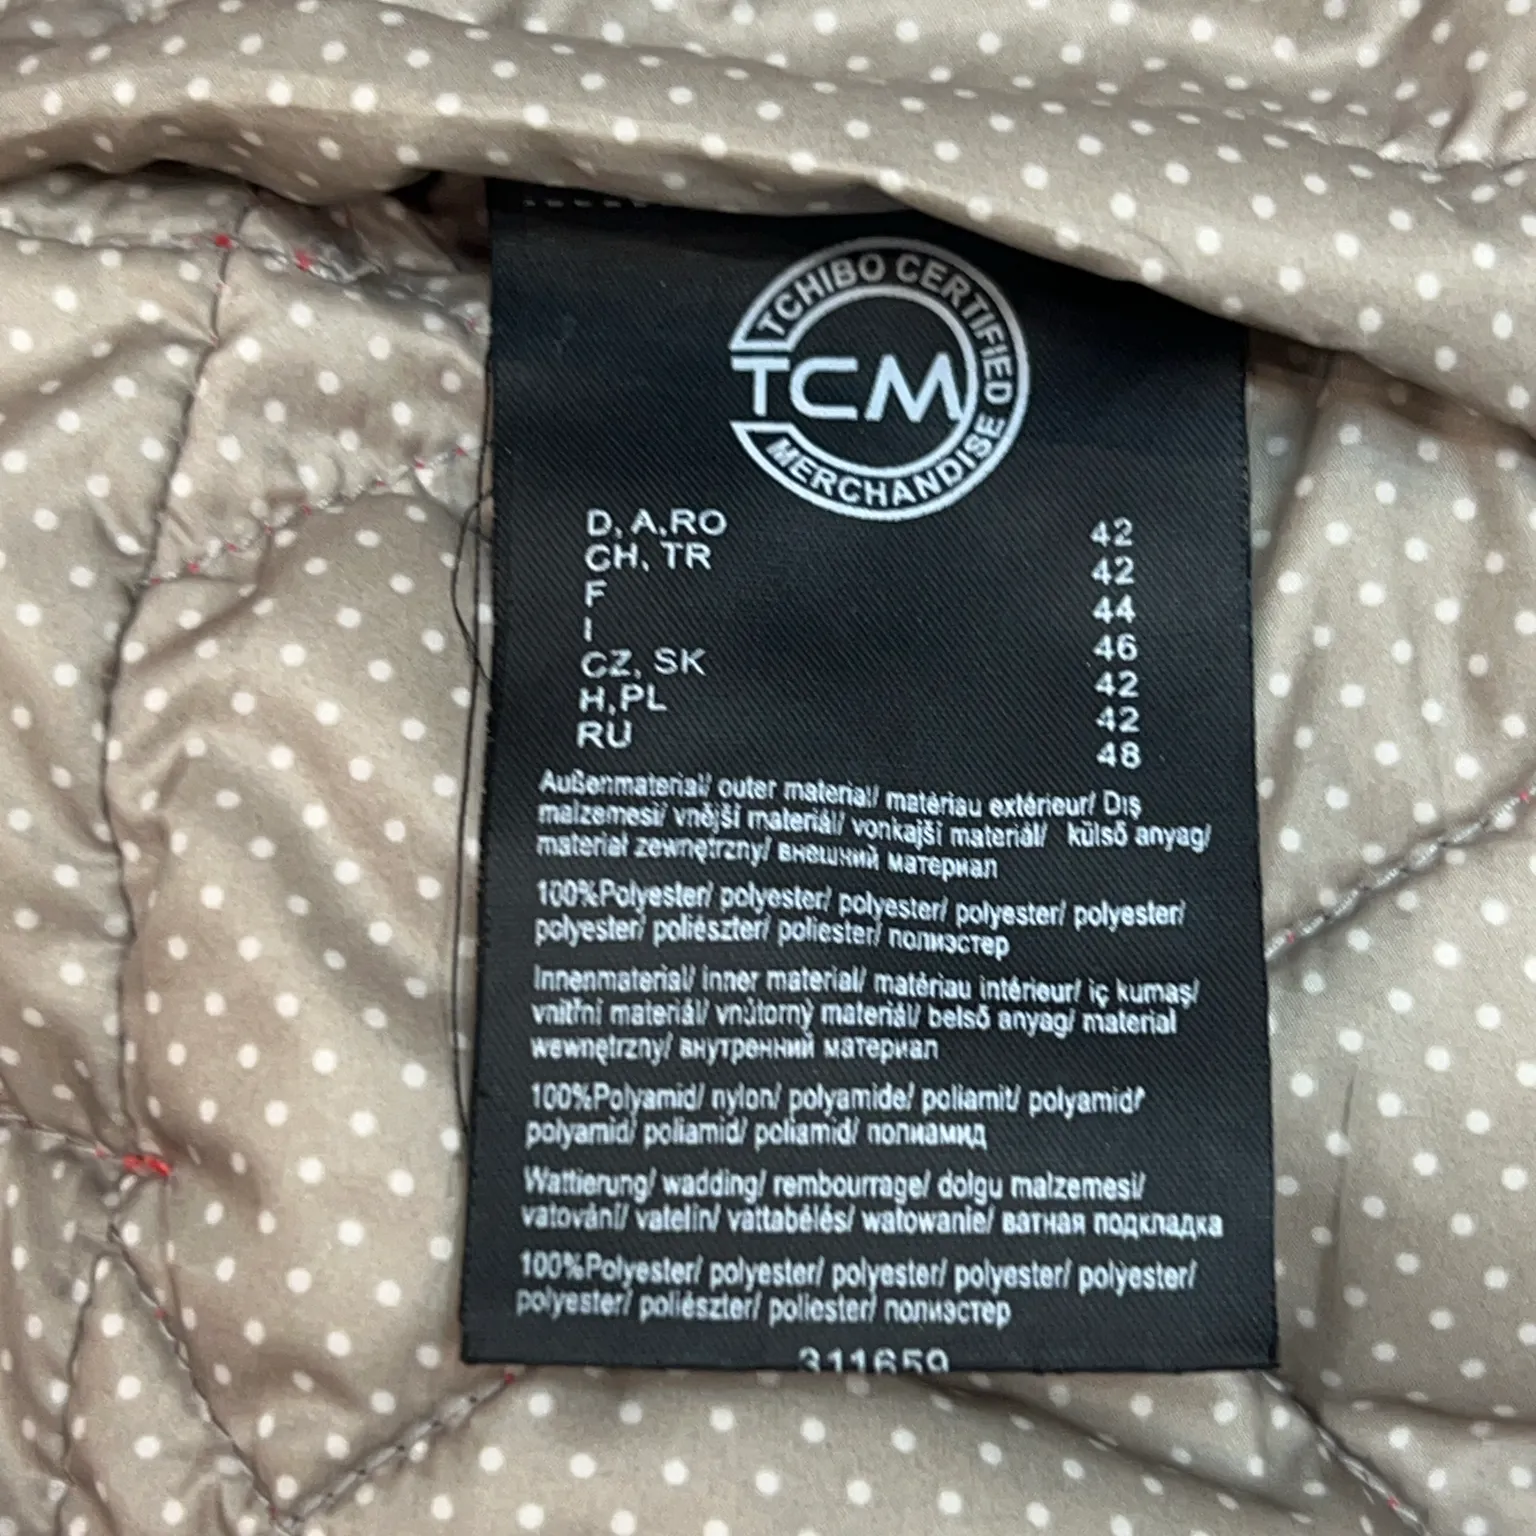 TCHIBO CERTIFIED
TCM
MERCHANDISE
D, A,RO 42
CH, TR 42
F 44
I 46
CZ, SK 42
H,PL 42
RU 48
Außenmaterial/ outer material/ matériau extérieur/ Dış
malzemesi/ vnější materiál/ vonkajší materiál/ külső anyag/
materiał zewnętrzny/ внешний материал
100%Polyester/ polyester/ polyester/ polyester/ polyester/
polyester/ poliészter/ poliester/ полиэстер
Innenmaterial/ inner material/ matériau intérieur/ iç kumaş/
vnitřní materiál/ vnútorný materiál/ belső anyag/ materiał
wewnętrzny/ внутренний материал
100%Polyamid/ nylon/ polyamide/ poliamit/ polyamid/
polyamid/ poliamid/ poliamid/ полиамид
Wattierung/ wadding/ rembourrage/ dolgu malzemesi/
vatování/ vatelín/ vattabélés/ watowanie/ ватная подкладка
100%Polyester/ polyester/ polyester/ polyester/ polyester/
polyester/ poliészter/ poliester/ полиэстер
311659